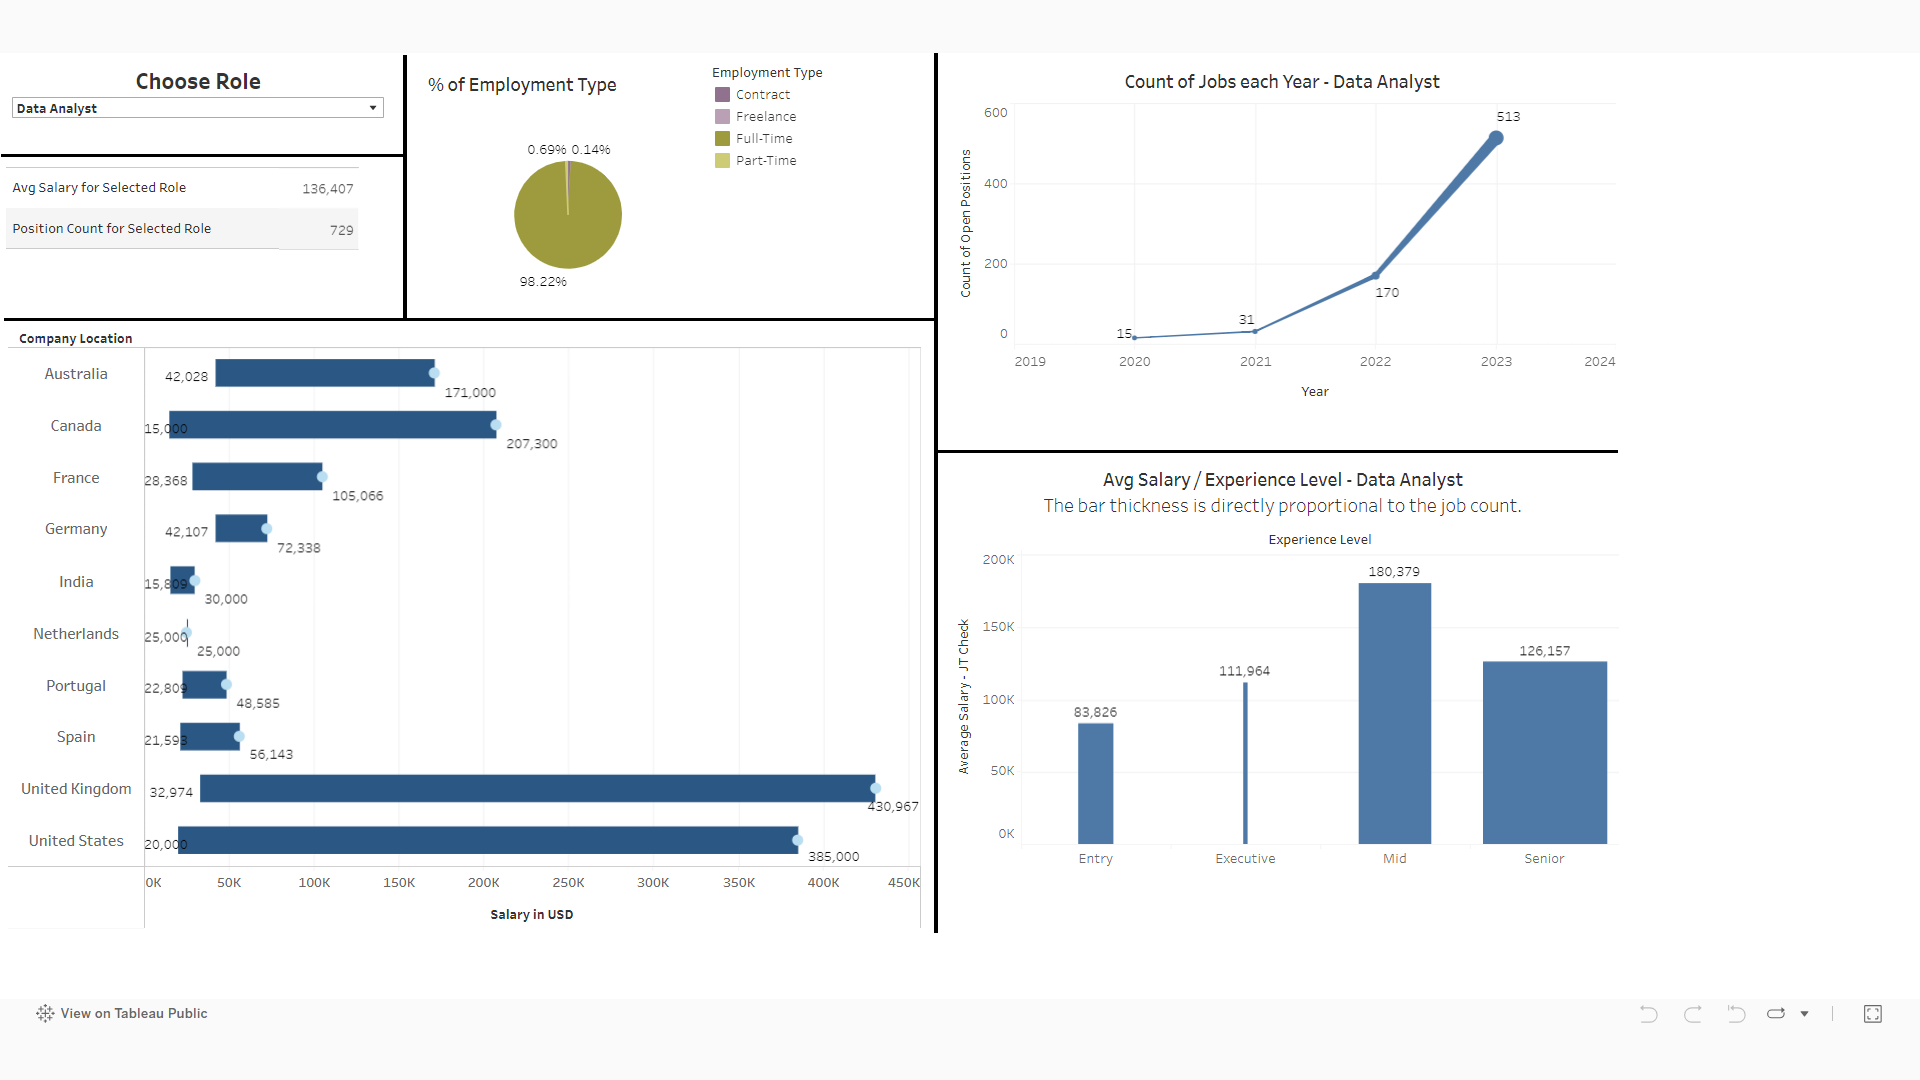 Choose Role
Data Analyst
Avg Salary for Selected Role 136,407
Position Count for Selected Role 729
% of Employment Type
Employment Type
Contract
Freelance
Full-Time
Part-Time
0.69% 0.14%
98.22%
Company Location
Australia 42,028 171,000
Canada 15,000 207,300
France 28,368 105,066
Germany 42,107 72,338
India 15,809 30,000
Netherlands 25,000 25,000
Portugal 22,809 48,585
Spain 21,593 56,143
United Kingdom 32,974 430,967
United States 20,000 385,000
0K 50K 100K 150K 200K 250K 300K 350K 400K 450K
Salary in USD
Count of Jobs each Year - Data Analyst
Count of Open Positions
600
400
200
0
15
31
170
513
2019 2020 2021 2022 2023 2024
Year
Avg Salary / Experience Level - Data Analyst
The bar thickness is directly proportional to the job count.
Experience Level
Average Salary - JT Check
200K
150K
100K
50K
0K
83,826
111,964
180,379
126,157
Entry Executive Mid Senior
View on Tableau Public